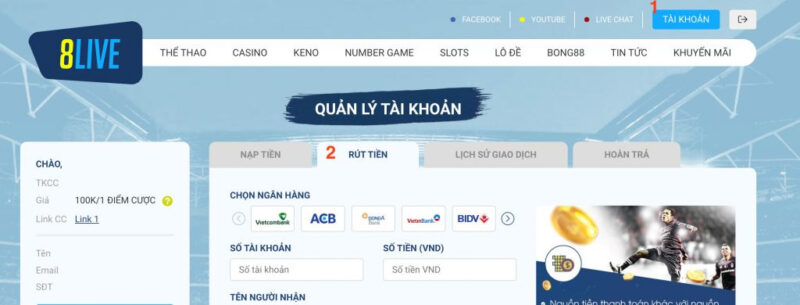 1
FACEBOOK YOUTUBE LIVE CHAT TÀI KHOẢN
8LIVE
THỂ THAO CASINO KENO NUMBER GAME SLOTS LÔ ĐỀ BONG88 TIN TỨC KHUYẾN MÃI
QUẢN LÝ TÀI KHOẢN
NẠP TIỀN 2 RÚT TIỀN LỊCH SỬ GIAO DỊCH HOÀN TRẢ
CHÀO,
TKCC
Giá 100K/1 ĐIỂM CƯỢC ?
Link CC Link 1
Tên
Email
SĐT
CHỌN NGÂN HÀNG
Vietcombank ACB DONGA Bank VietinBank BIDV
SỐ TÀI KHOẢN SỐ TIỀN (VND)
Số tài khoản Số tiền VND
TÊN NGƯỜI NHẬN
Nguồn tiền thanh toán khác với nguồn